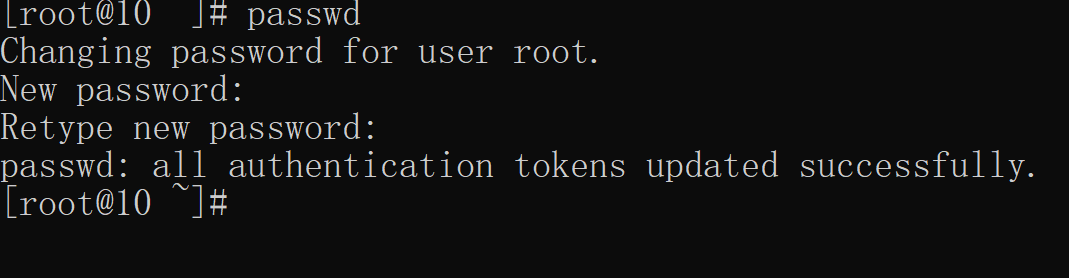 [root@10 ~]# passwd
Changing password for user root.
New password:
Retype new password:
passwd: all authentication tokens updated successfully.
[root@10 ~]#